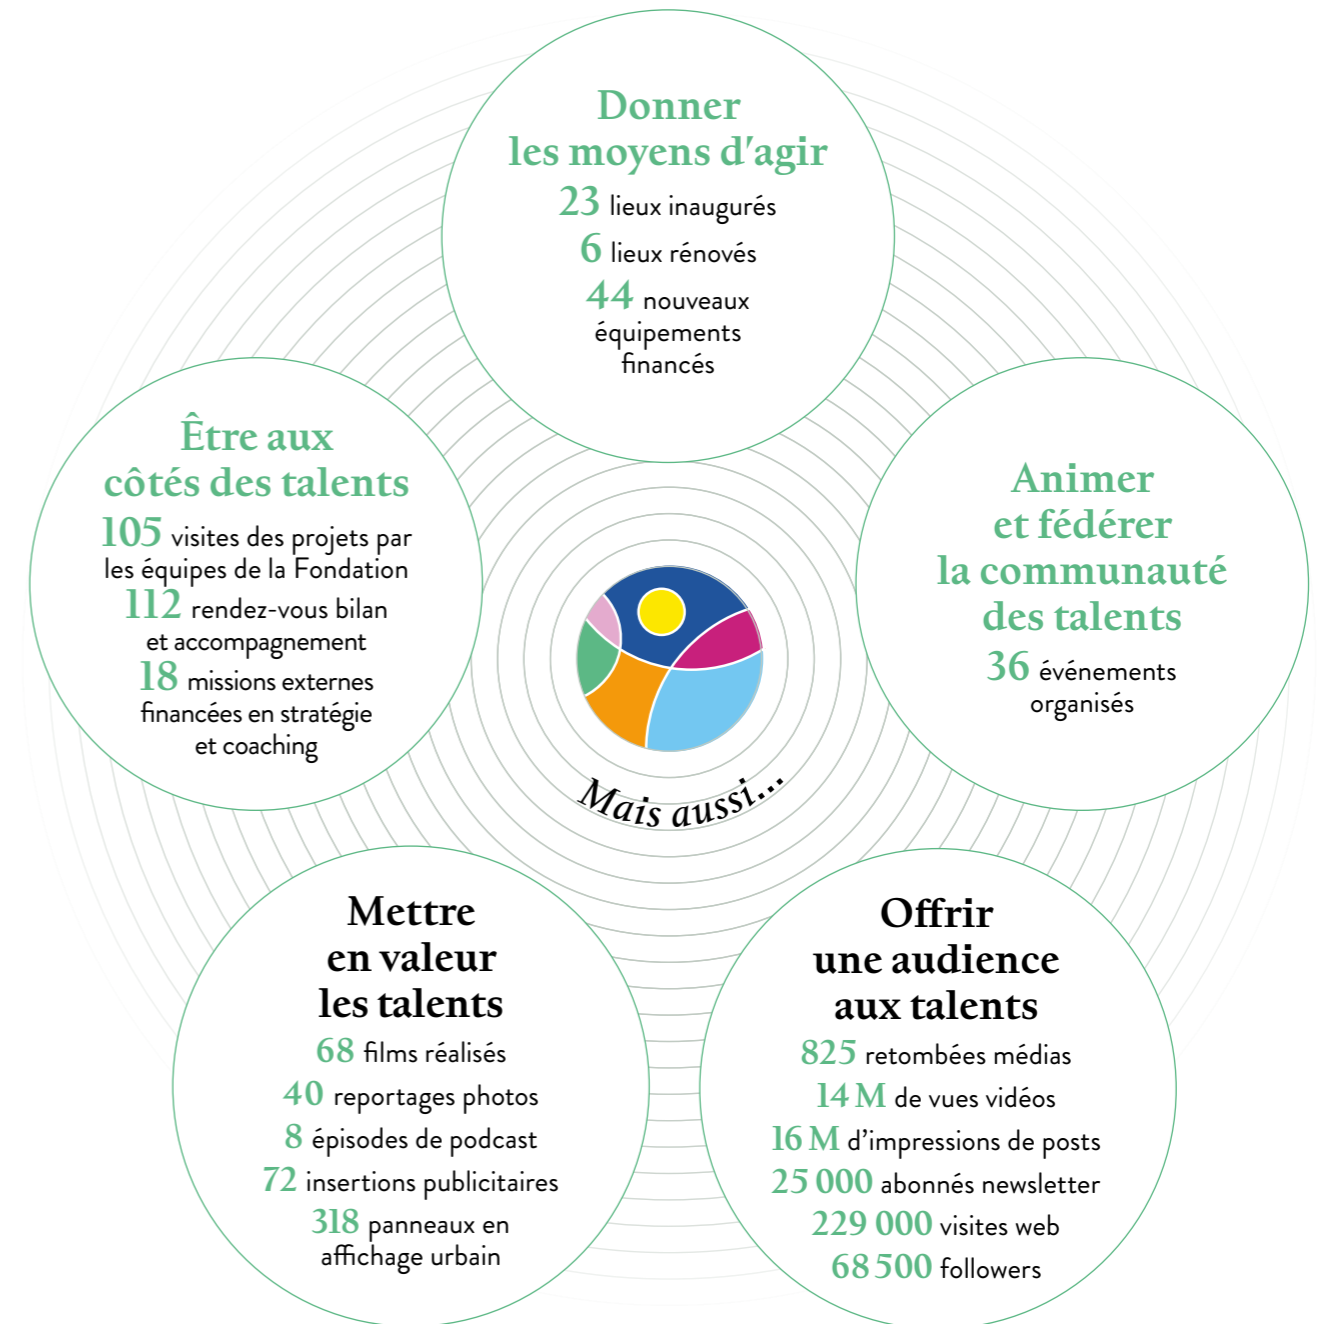 Donner
les moyens d'agir
23 lieux inaugurés
6 lieux rénovés
44 nouveaux
équipements
financés
Être aux
côtés des talents
105 visites des projets par
les équipes de la Fondation
112 rendez-vous bilan
et accompagnement
18 missions externes
financées en stratégie
et coaching
Animer
et fédérer
la communauté
des talents
36 événements
organisés
Mais aussi...
Mettre
en valeur
les talents
68 films réalisés
40 reportages photos
8 épisodes de podcast
72 insertions publicitaires
318 panneaux en
affichage urbain
Offrir
une audience
aux talents
825 retombées médias
14 M de vues vidéos
16 M d'impressions de posts
25 000 abonnés newsletter
229 000 visites web
68 500 followers